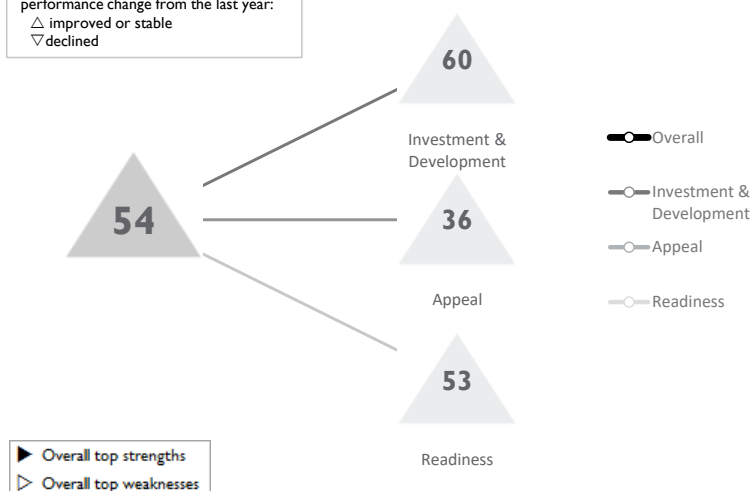 performance change from the last year:
△ improved or stable
▽ declined
60
Investment &
Development
54
36
Appeal
53
Readiness
Overall
Investment &
Development
Appeal
Readiness
▶ Overall top strengths
▷ Overall top weaknesses